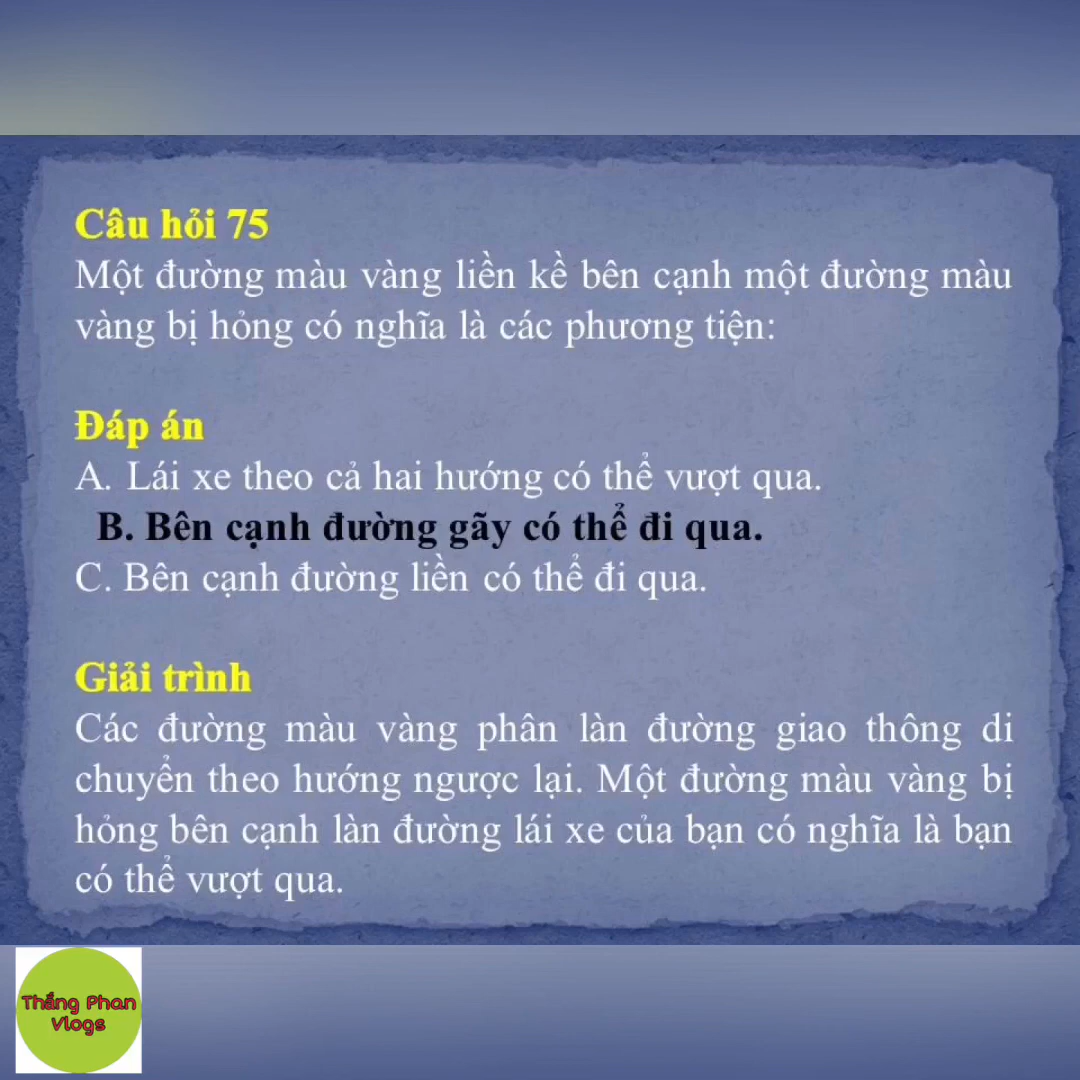 Câu hỏi 75
Một đường màu vàng liền kề bên cạnh một đường màu
vàng bị hỏng có nghĩa là các phương tiện:
Đáp án
A. Lái xe theo cả hai hướng có thể vượt qua.
B. Bên cạnh đường gãy có thể đi qua.
C. Bên cạnh đường liền có thể đi qua.
Giải trình
Các đường màu vàng phân làn đường giao thông di
chuyển theo hướng ngược lại. Một đường màu vàng bị
hỏng bên cạnh làn đường lái xe của bạn có nghĩa là bạn
có thể vượt qua.
Thắng Phan
Vlogs